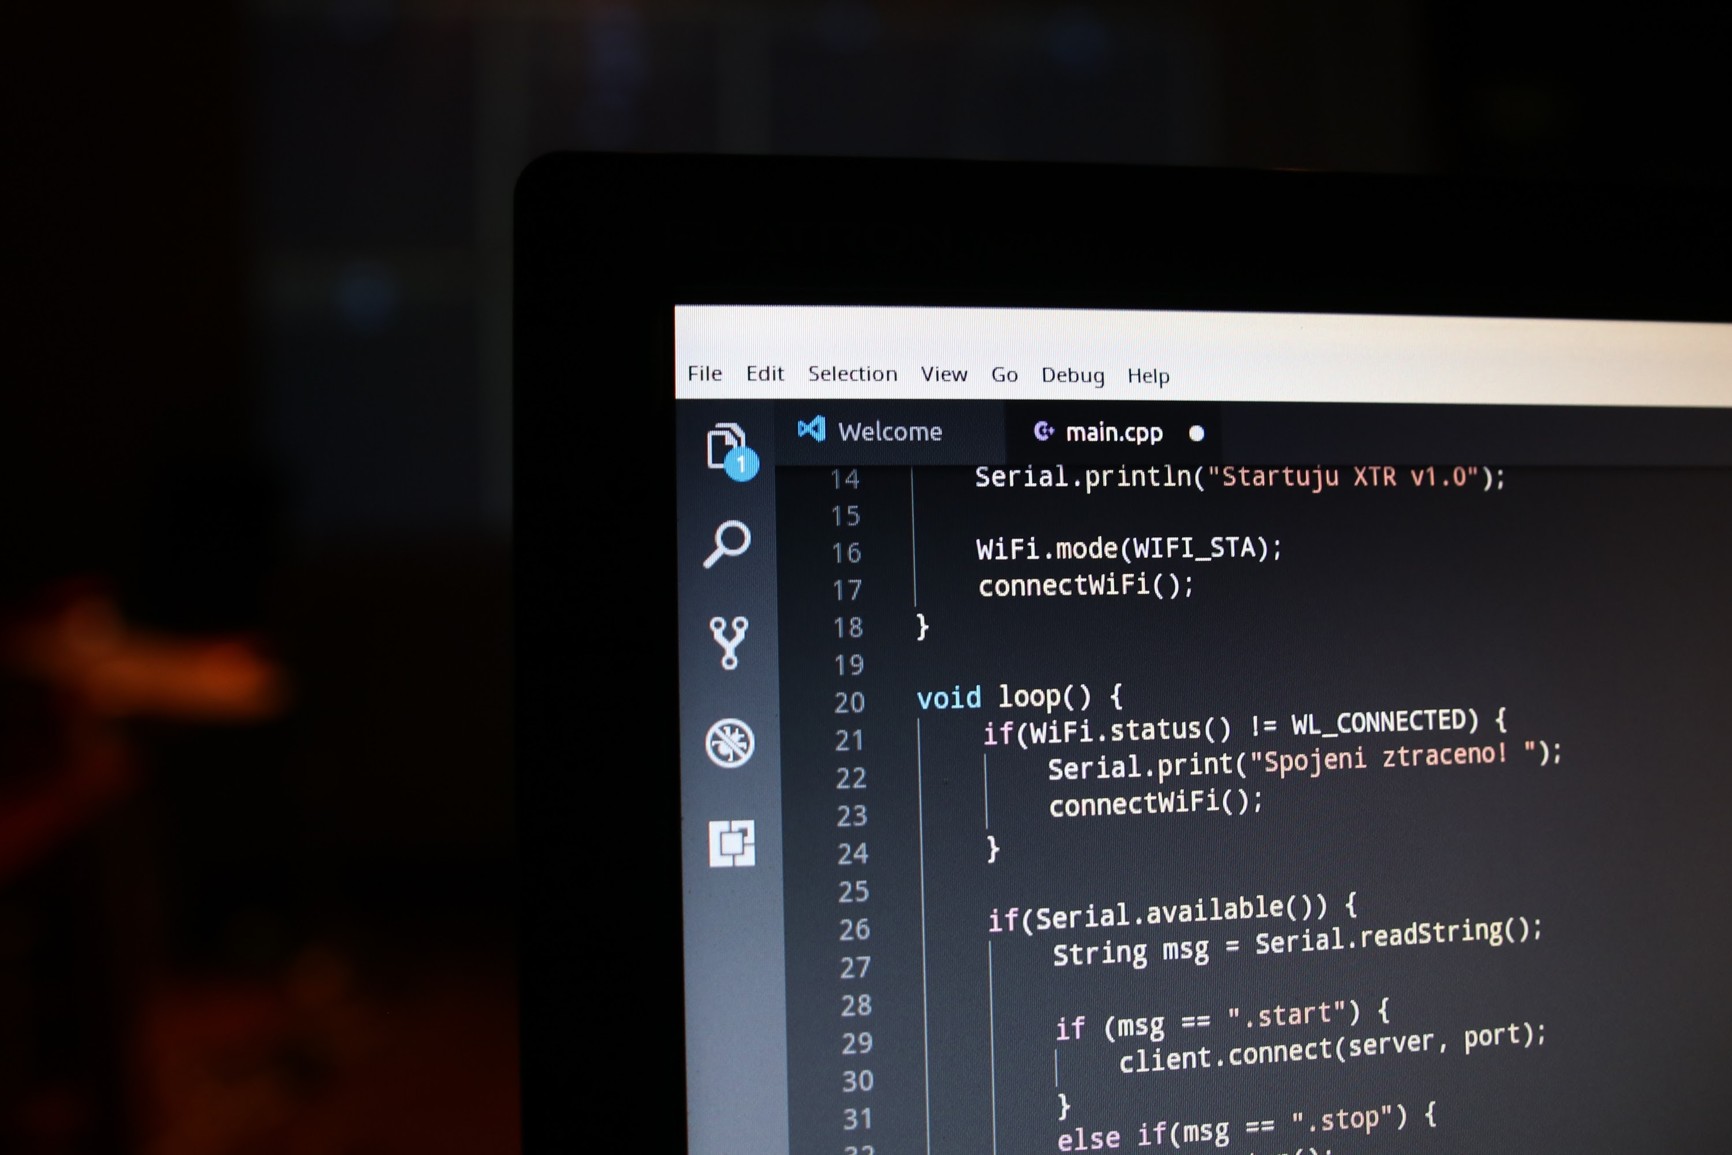 File Edit Selection View Go Debug Help
Welcome main.cpp
1
14 Serial.println("Startuju XTR v1.0");
15
16 WiFi.mode(WIFI_STA);
17 connectWiFi();
18 }
19
20 void loop() {
21 if(WiFi.status() != WL_CONNECTED) {
22 Serial.print("Spojeni ztraceno! ");
23 connectWiFi();
24 }
25
26 if(Serial.available()) {
27 String msg = Serial.readString();
28
29 if (msg == ".start") {
30 client.connect(server, port);
31 }
else if(msg == ".stop") {